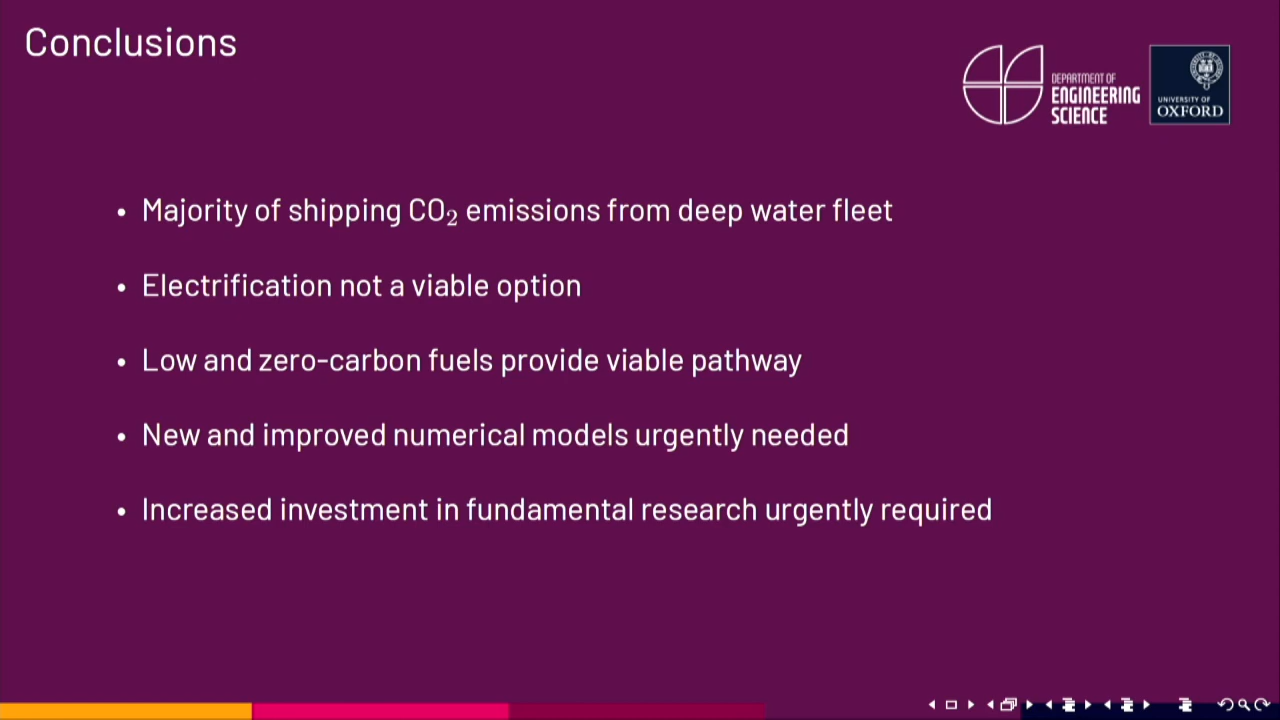 Conclusions
DEPARTMENT OF
ENGINEERING
SCIENCE
UNIVERSITY OF
OXFORD
• Majority of shipping CO₂ emissions from deep water fleet
• Electrification not a viable option
• Low and zero-carbon fuels provide viable pathway
• New and improved numerical models urgently needed
• Increased investment in fundamental research urgently required